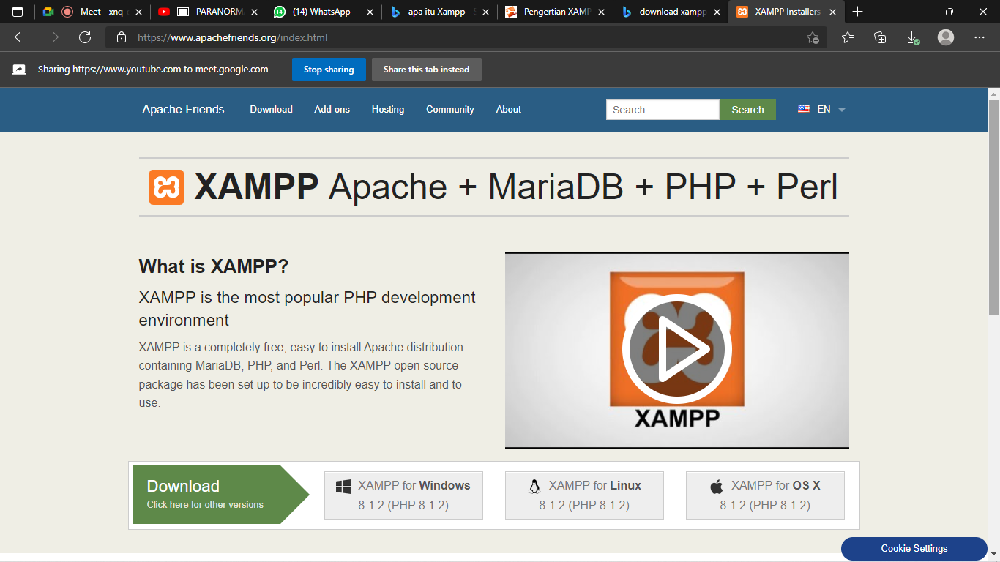 Meet - xnq-
PARANORM
(14) WhatsApp
apa itu Xampp - S
Pengertian XAMP
download xampp
XAMPP Installers
https://www.apachefriends.org/index.html
Sharing https://www.youtube.com to meet.google.com
Stop sharing
Share this tab instead
Apache Friends
Download
Add-ons
Hosting
Community
About
Search..
Search
EN
XAMPP Apache + MariaDB + PHP + Perl
What is XAMPP?
XAMPP is the most popular PHP development
environment
XAMPP is a completely free, easy to install Apache distribution
containing MariaDB, PHP, and Perl. The XAMPP open source
package has been set up to be incredibly easy to install and to
use.
XAMPP
Download
Click here for other versions
XAMPP for Windows
8.1.2 (PHP 8.1.2)
XAMPP for Linux
8.1.2 (PHP 8.1.2)
XAMPP for OS X
8.1.2 (PHP 8.1.2)
Cookie Settings